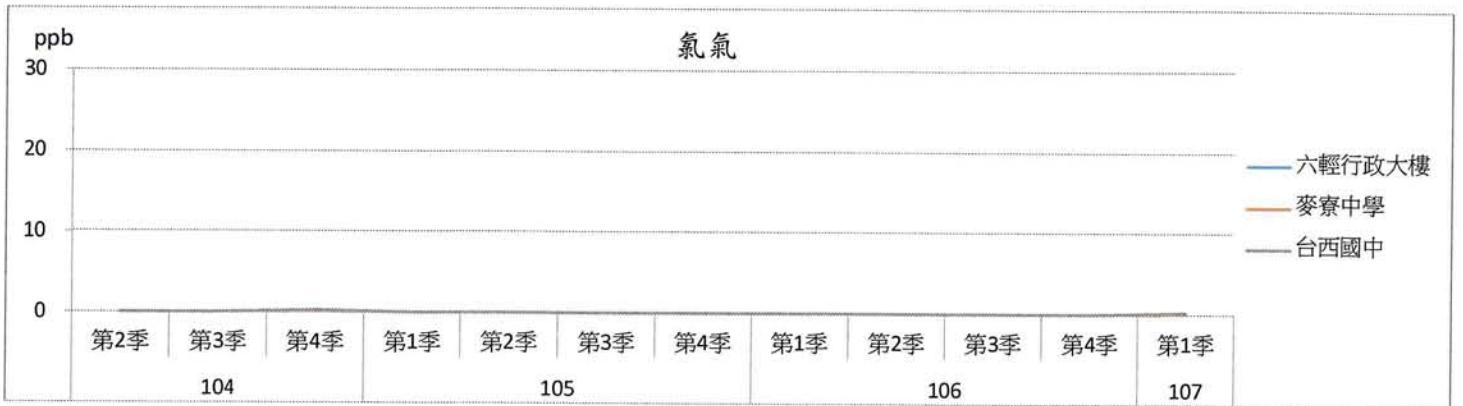 ppb
氯氣
30
20
10
0
六輕行政大樓
麥寮中學
台西國中
第2季 第3季 第4季 第1季 第2季 第3季 第4季 第1季 第2季 第3季 第4季 第1季
104 105 106 107